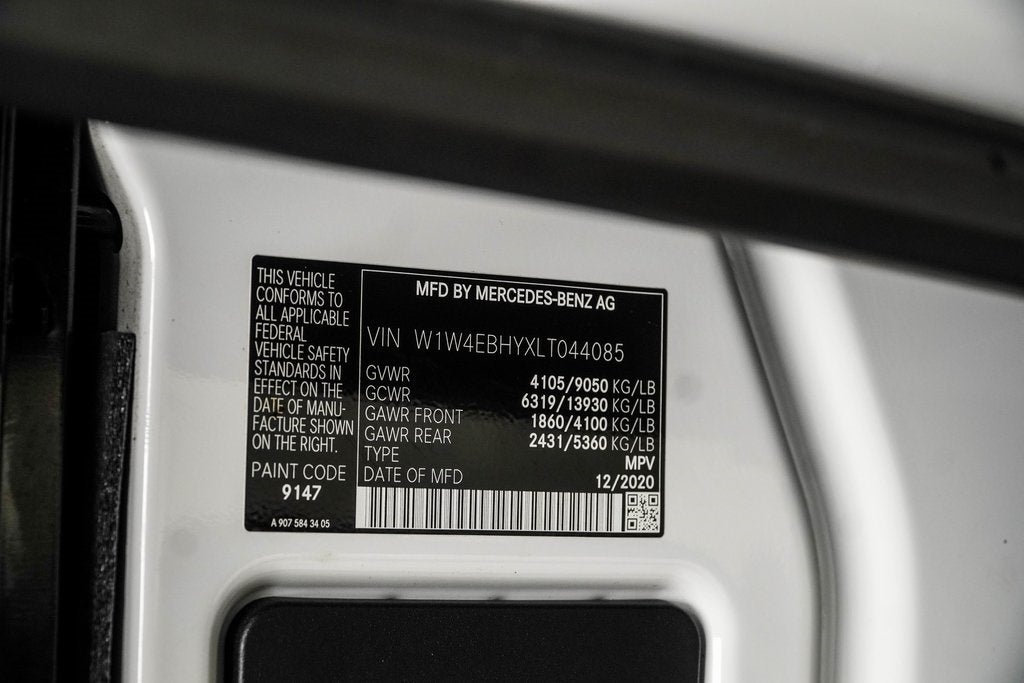 THIS VEHICLE
CONFORMS TO
ALL APPLICABLE
FEDERAL
VEHICLE SAFETY
STANDARDS IN
EFFECT ON THE
DATE OF MANU-
FACTURE SHOWN
ON THE RIGHT.
PAINT CODE
9147
A 907 584 34 05
MFD BY MERCEDES-BENZ AG
VIN W1W4EBHYXLT044085
GVWR 4105/9050 KG/LB
GCWR 6319/13930 KG/LB
GAWR FRONT 1860/4100 KG/LB
GAWR REAR 2431/5360 KG/LB
TYPE MPV
DATE OF MFD 12/2020